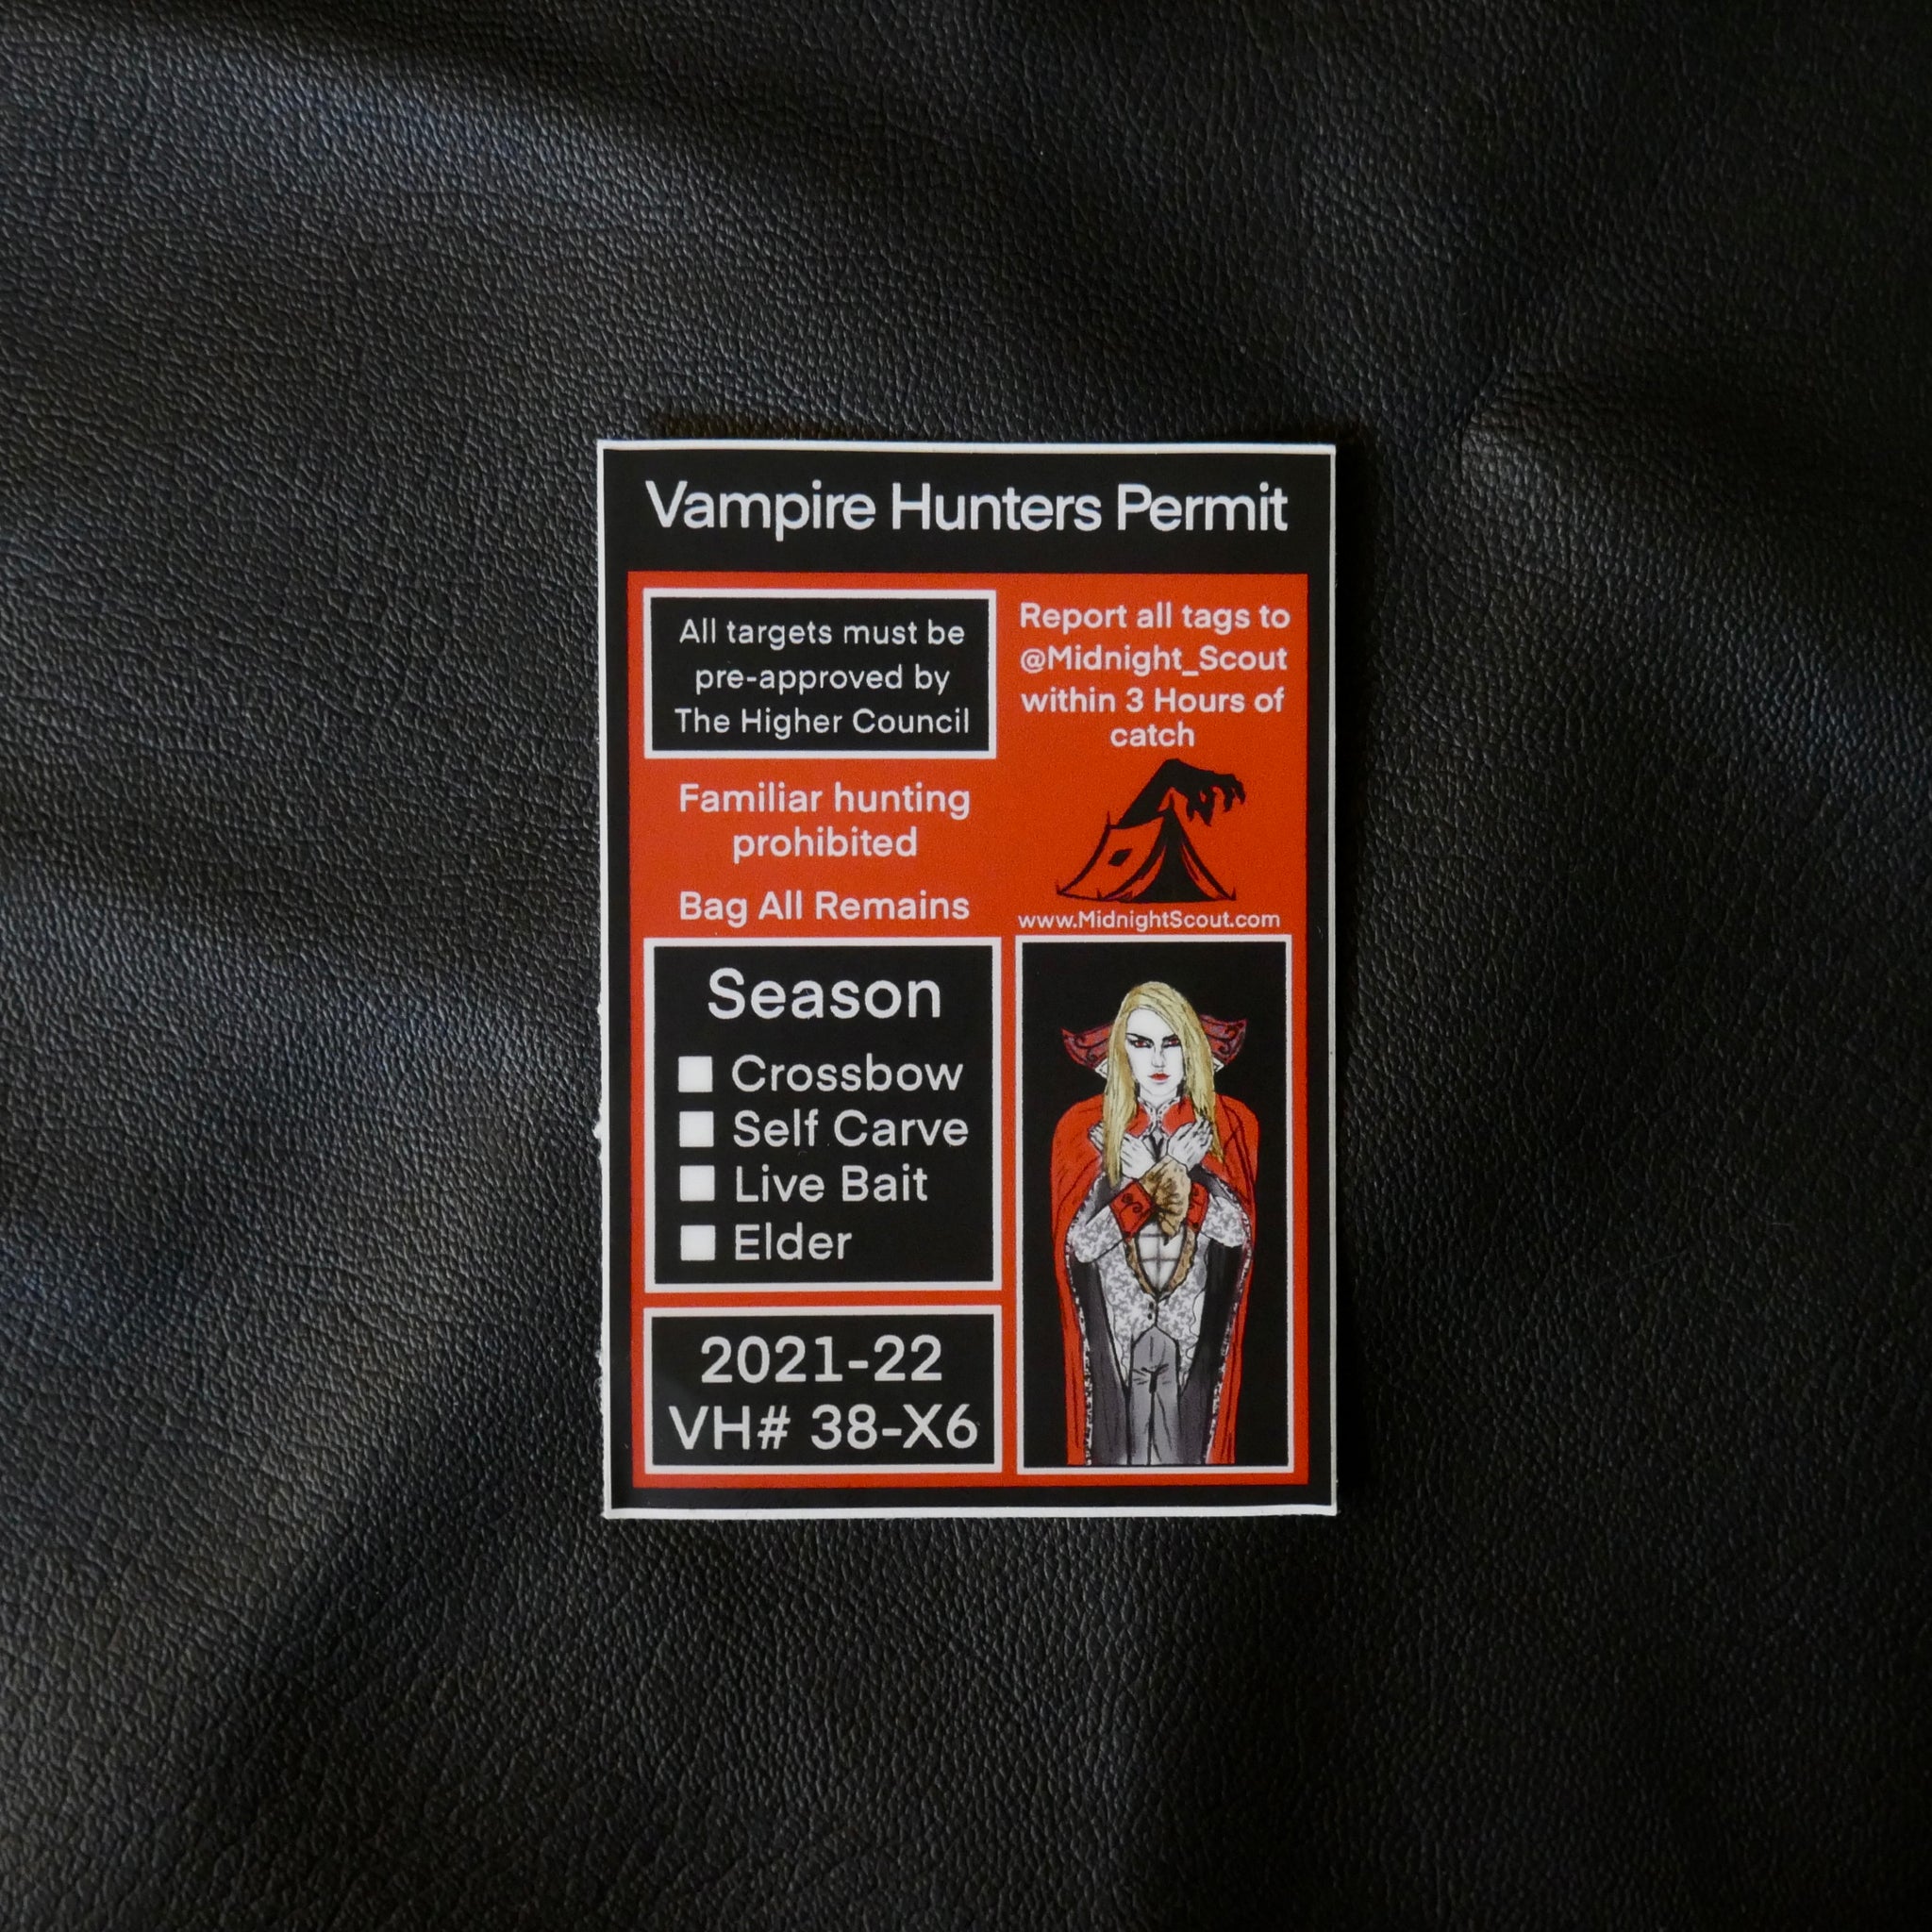 Vampire Hunters Permit
All targets must be
pre-approved by
The Higher Council
Report all tags to
@Midnight_Scout
within 3 Hours of
catch
Familiar hunting
prohibited
Bag All Remains
www.MidnightScout.com
Season
Crossbow
Self Carve
Live Bait
Elder
2021-22
VH# 38-X6